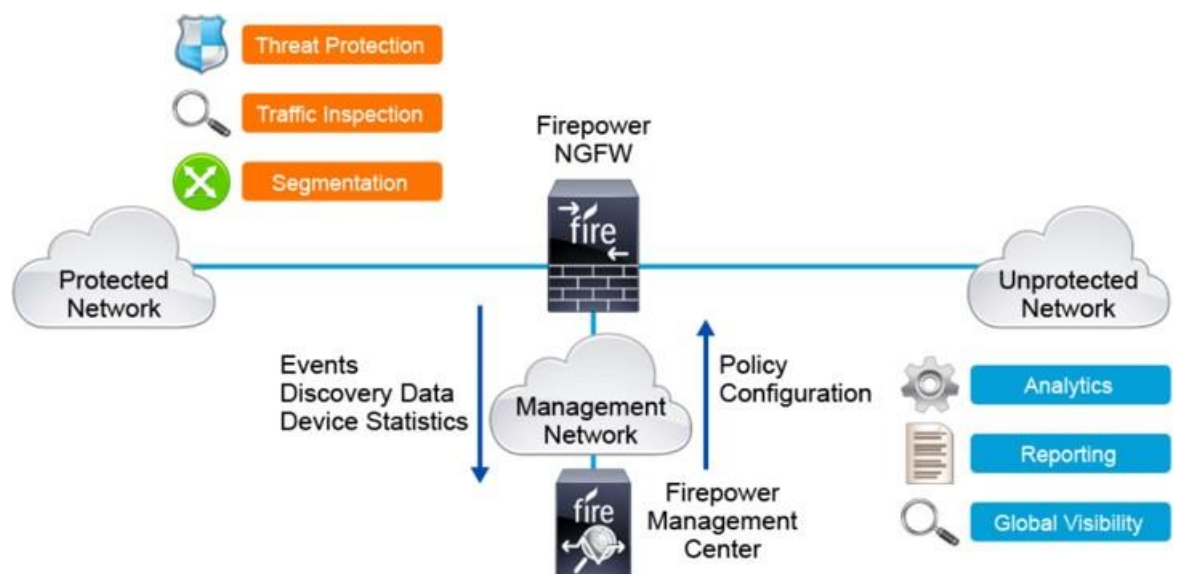 Threat Protection
Traffic Inspection
Segmentation
Firepower
NGFW
fire
Protected
Network
Unprotected
Network
Events
Discovery Data
Device Statistics
Management
Network
Policy
Configuration
fire
Firepower
Management
Center
Analytics
Reporting
Global Visibility